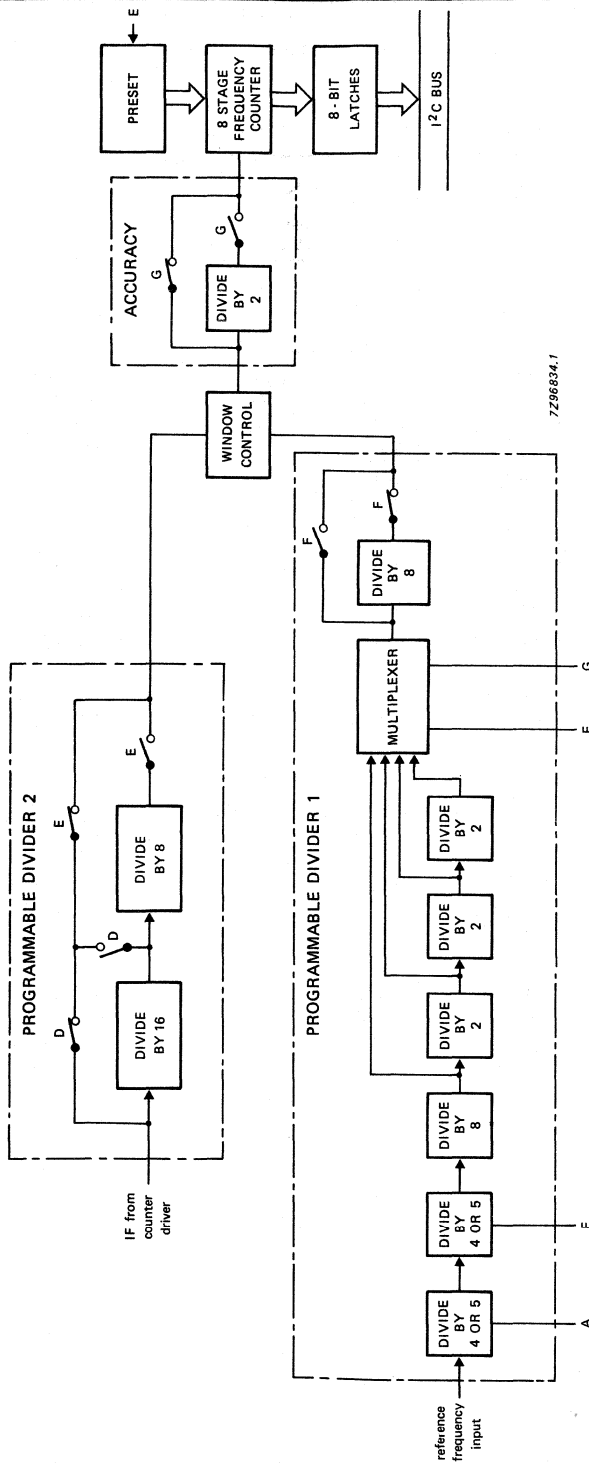 PROGRAMMABLE DIVIDER 2
IF from
counter
driver
D
DIVIDE
BY 16
D
E
DIVIDE
BY 8
E
WINDOW
CONTROL
ACCURACY
G
DIVIDE
BY
2
G
PRESET
E
8 STAGE
FREQUENCY
COUNTER
8 - BIT
LATCHES
I²C BUS
PROGRAMMABLE DIVIDER 1
reference
frequency
input
DIVIDE
BY
4 OR 5
DIVIDE
BY
4 OR 5
DIVIDE
BY
8
DIVIDE
BY
2
DIVIDE
BY
2
DIVIDE
BY
2
MULTIPLEXER
F
DIVIDE
BY
8
F
A
F
F
G
7Z96834.1